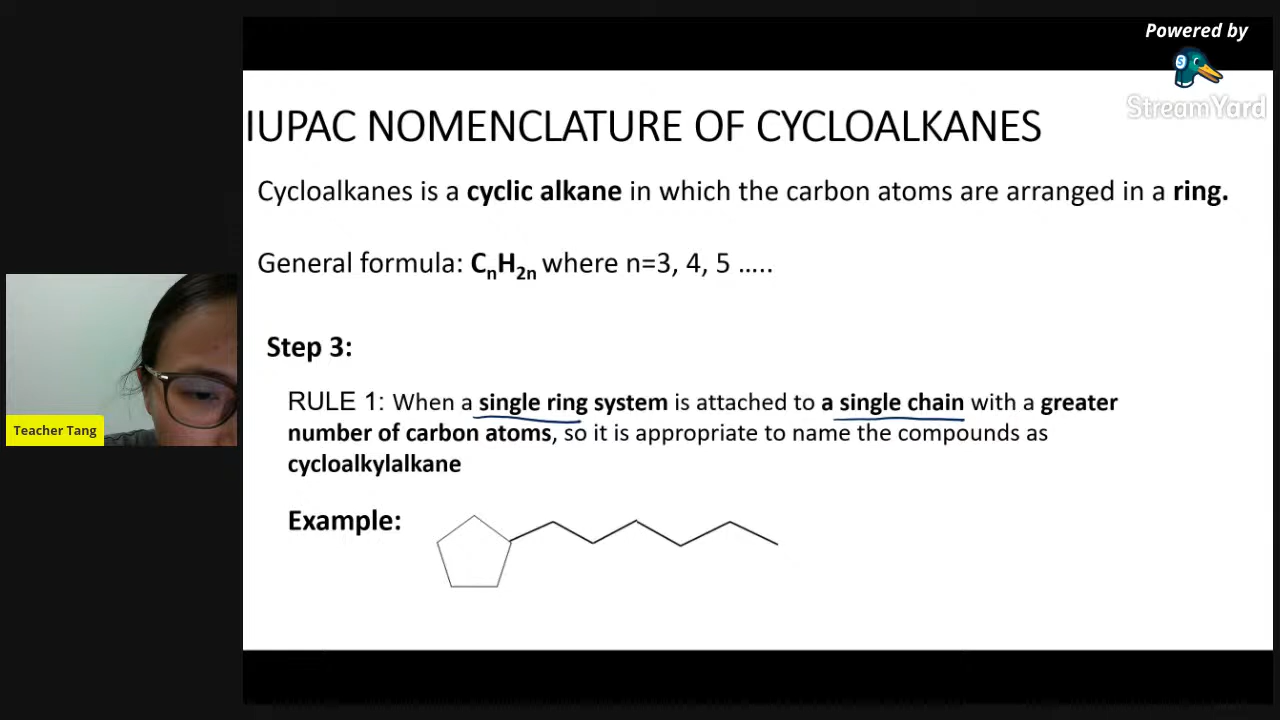 Powered by
StreamYard
IUPAC NOMENCLATURE OF CYCLOALKANES
Cycloalkanes is a cyclic alkane in which the carbon atoms are arranged in a ring.
General formula: CnH2n where n=3, 4, 5 .....
Step 3:
RULE 1: When a single ring system is attached to a single chain with a greater
number of carbon atoms, so it is appropriate to name the compounds as
cycloalkylalkane
Example:
Teacher Tang